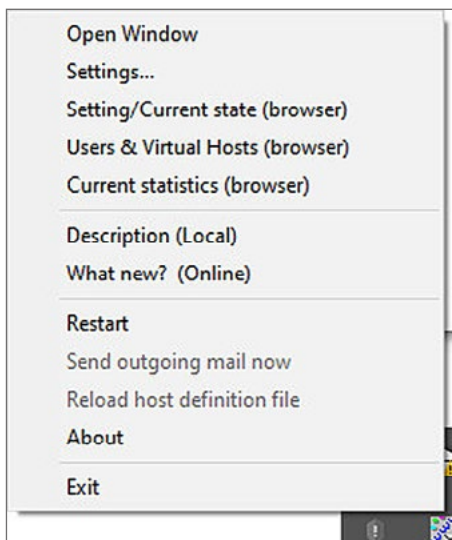 Open Window
Settings...
Setting/Current state (browser)
Users & Virtual Hosts (browser)
Current statistics (browser)
Description (Local)
What new?  (Online)
Restart
Send outgoing mail now
Reload host definition file
About
Exit